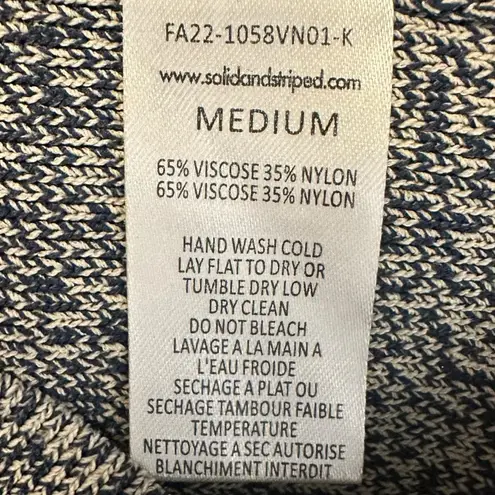 FA22-1058VN01-K
www.solidandstriped.com
MEDIUM
65% VISCOSE 35% NYLON
65% VISCOSE 35% NYLON
HAND WASH COLD
LAY FLAT TO DRY OR
TUMBLE DRY LOW
DRY CLEAN
DO NOT BLEACH
LAVAGE A LA MAIN A
L'EAU FROIDE
SECHAGE A PLAT OU
SECHAGE TAMBOUR FAIBLE
TEMPERATURE
NETTOYAGE A SEC AUTORISE
BLANCHIMENT INTERDIT